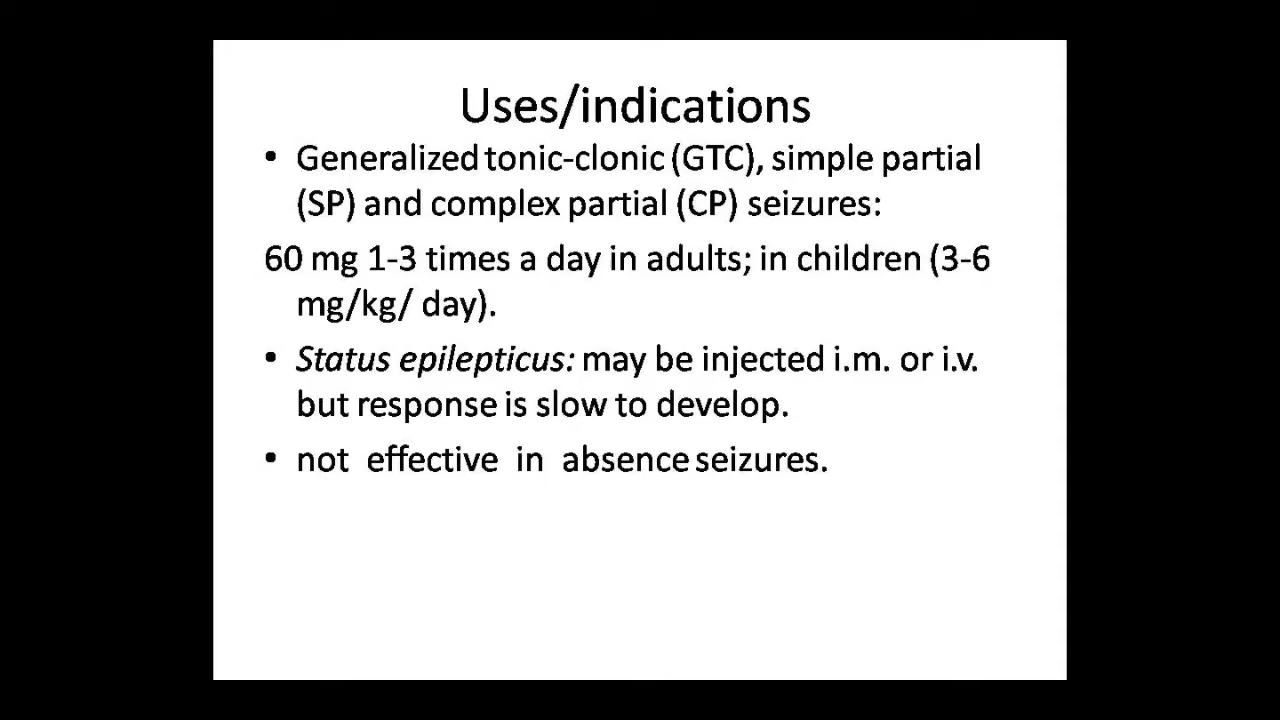 Uses/indications
• Generalized tonic-clonic (GTC), simple partial
(SP) and complex partial (CP) seizures:
60 mg 1-3 times a day in adults; in children (3-6
mg/kg/ day).
• Status epilepticus: may be injected i.m. or i.v.
but response is slow to develop.
• not effective in absence seizures.